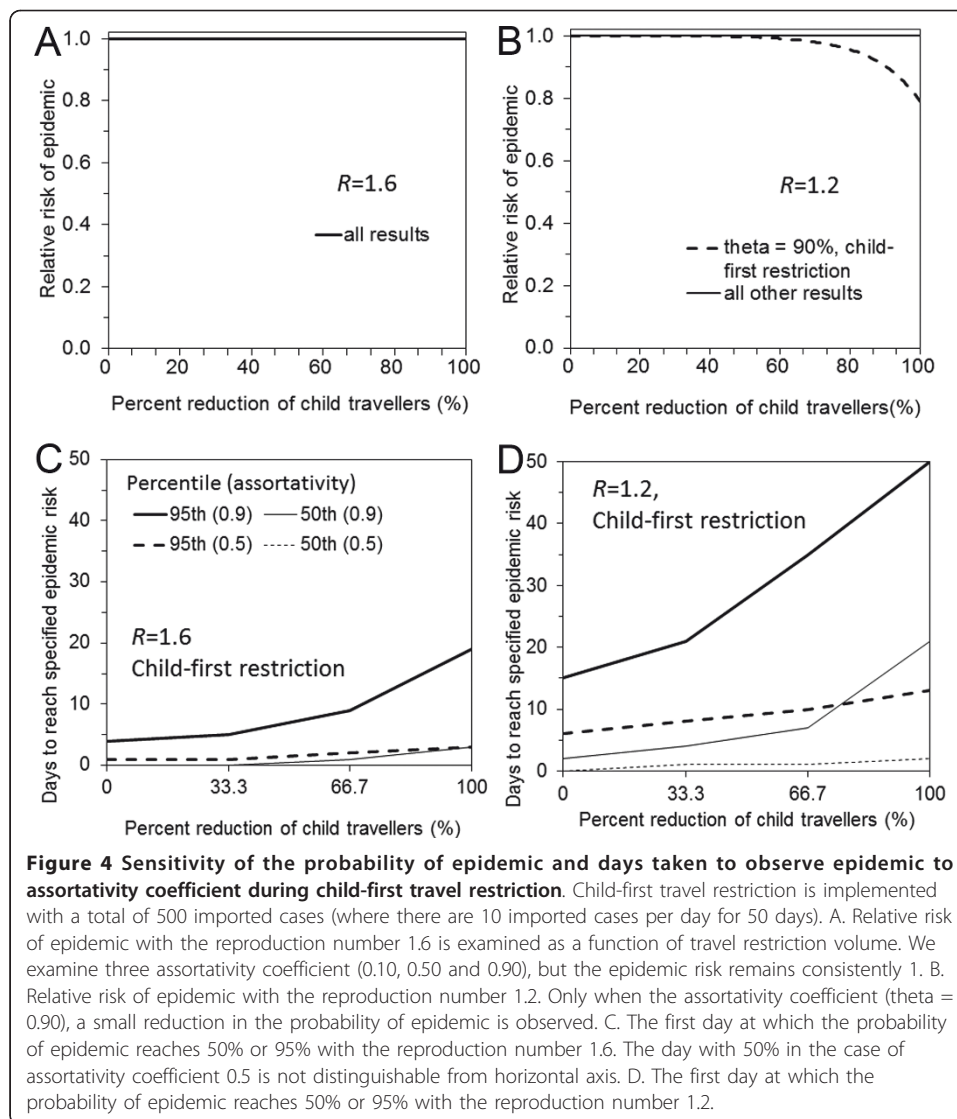 A
Relative risk of epidemic
1.0
0.8
0.6
0.4
0.2
0.0
R=1.6
all results
0 20 40 60 80 100
Percent reduction of child travellers (%)
B
Relative risk of epidemic
1.0
0.8
0.6
0.4
0.2
0.0
R=1.2
theta = 90%, child-
first restriction
all other results
0 20 40 60 80 100
Percent reduction of child travellers(%)
C
Days to reach specified epidemic risk
50
40
30
20
10
0
Percentile (assortativity)
95th (0.9) 50th (0.9)
95th (0.5) 50th (0.5)
R=1.6
Child-first restriction
0 33.3 66.7 100
Percent reduction of child travellers (%)
D
Days to reach specified epidemic risk
50
40
30
20
10
0
R=1.2,
Child-first restriction
0 33.3 66.7 100
Percent reduction of child travellers (%)
Figure 4 Sensitivity of the probability of epidemic and days taken to observe epidemic to
assortativity coefficient during child-first travel restriction. Child-first travel restriction is implemented
with a total of 500 imported cases (where there are 10 imported cases per day for 50 days). A. Relative risk
of epidemic with the reproduction number 1.6 is examined as a function of travel restriction volume. We
examine three assortativity coefficient (0.10, 0.50 and 0.90), but the epidemic risk remains consistently 1. B.
Relative risk of epidemic with the reproduction number 1.2. Only when the assortativity coefficient (theta =
0.90), a small reduction in the probability of epidemic is observed. C. The first day at which the probability
of epidemic reaches 50% or 95% with the reproduction number 1.6. The day with 50% in the case of
assortativity coefficient 0.5 is not distinguishable from horizontal axis. D. The first day at which the
probability of epidemic reaches 50% or 95% with the reproduction number 1.2.